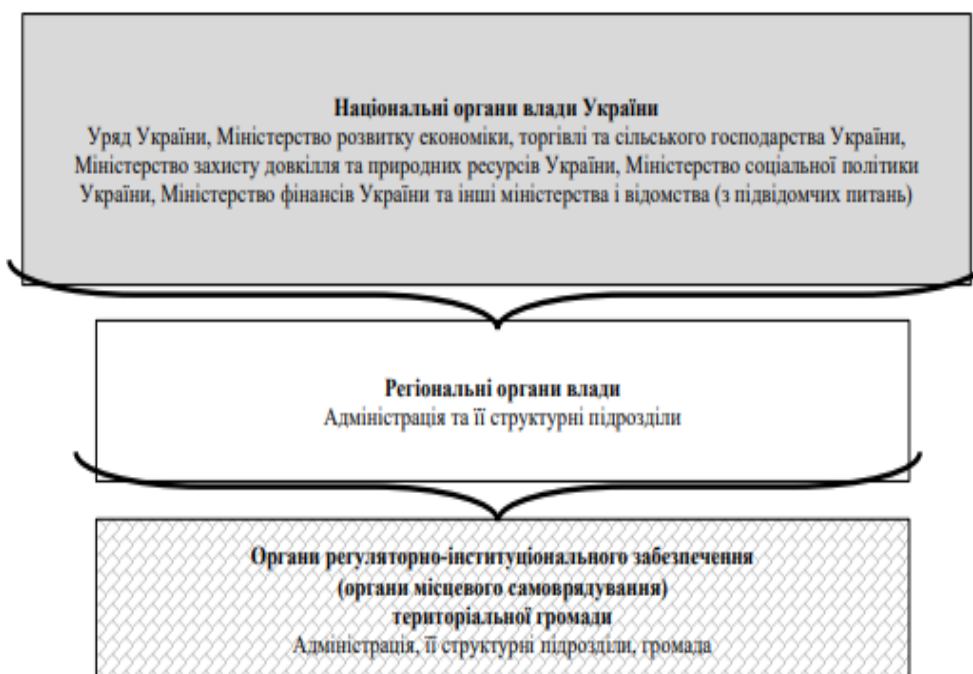 Національні органи влади України
Уряд України, Міністерство розвитку економіки, торгівлі та сільського господарства України,
Міністерство захисту довкілля та природних ресурсів України, Міністерство соціальної політики
України, Міністерство фінансів України та інші міністерства і відомства (з підвідомчих питань)
Регіональні органи влади
Адміністрація та її структурні підрозділи
Органи регуляторно-інституціонального забезпечення
(органи місцевого самоврядування)
територіальної громади
Адміністрація, її структурні підрозділи, громада